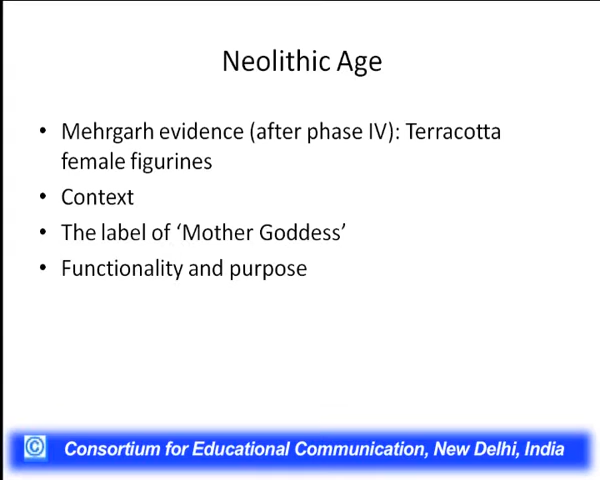 Neolithic Age
• Mehrgarh evidence (after phase IV): Terracotta
female figurines
• Context
• The label of ‘Mother Goddess’
• Functionality and purpose
© Consortium for Educational Communication, New Delhi, India